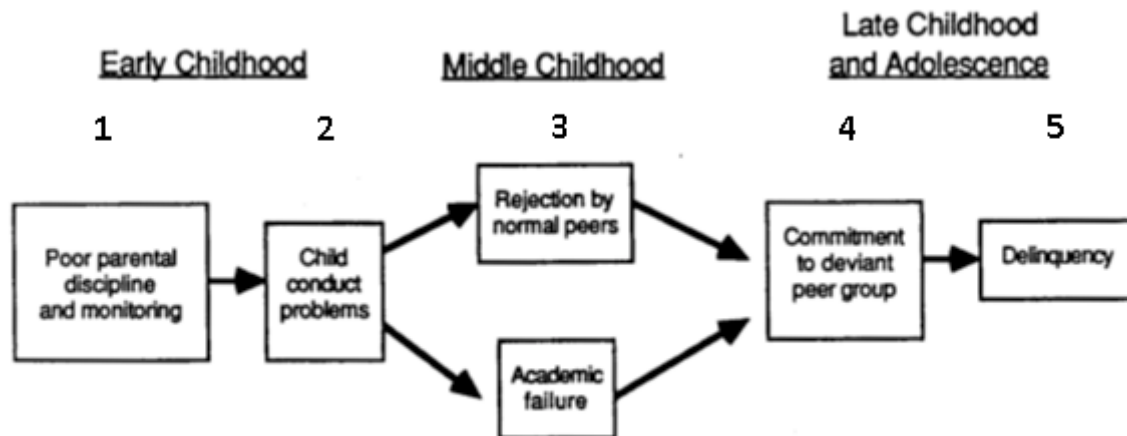 Early Childhood
Middle Childhood
Late Childhood
and Adolescence
1
2
3
4
5
Poor parental
discipline
and monitoring
Child
conduct
problems
Rejection by
normal peers
Academic
failure
Commitment
to deviant
peer group
Delinquency